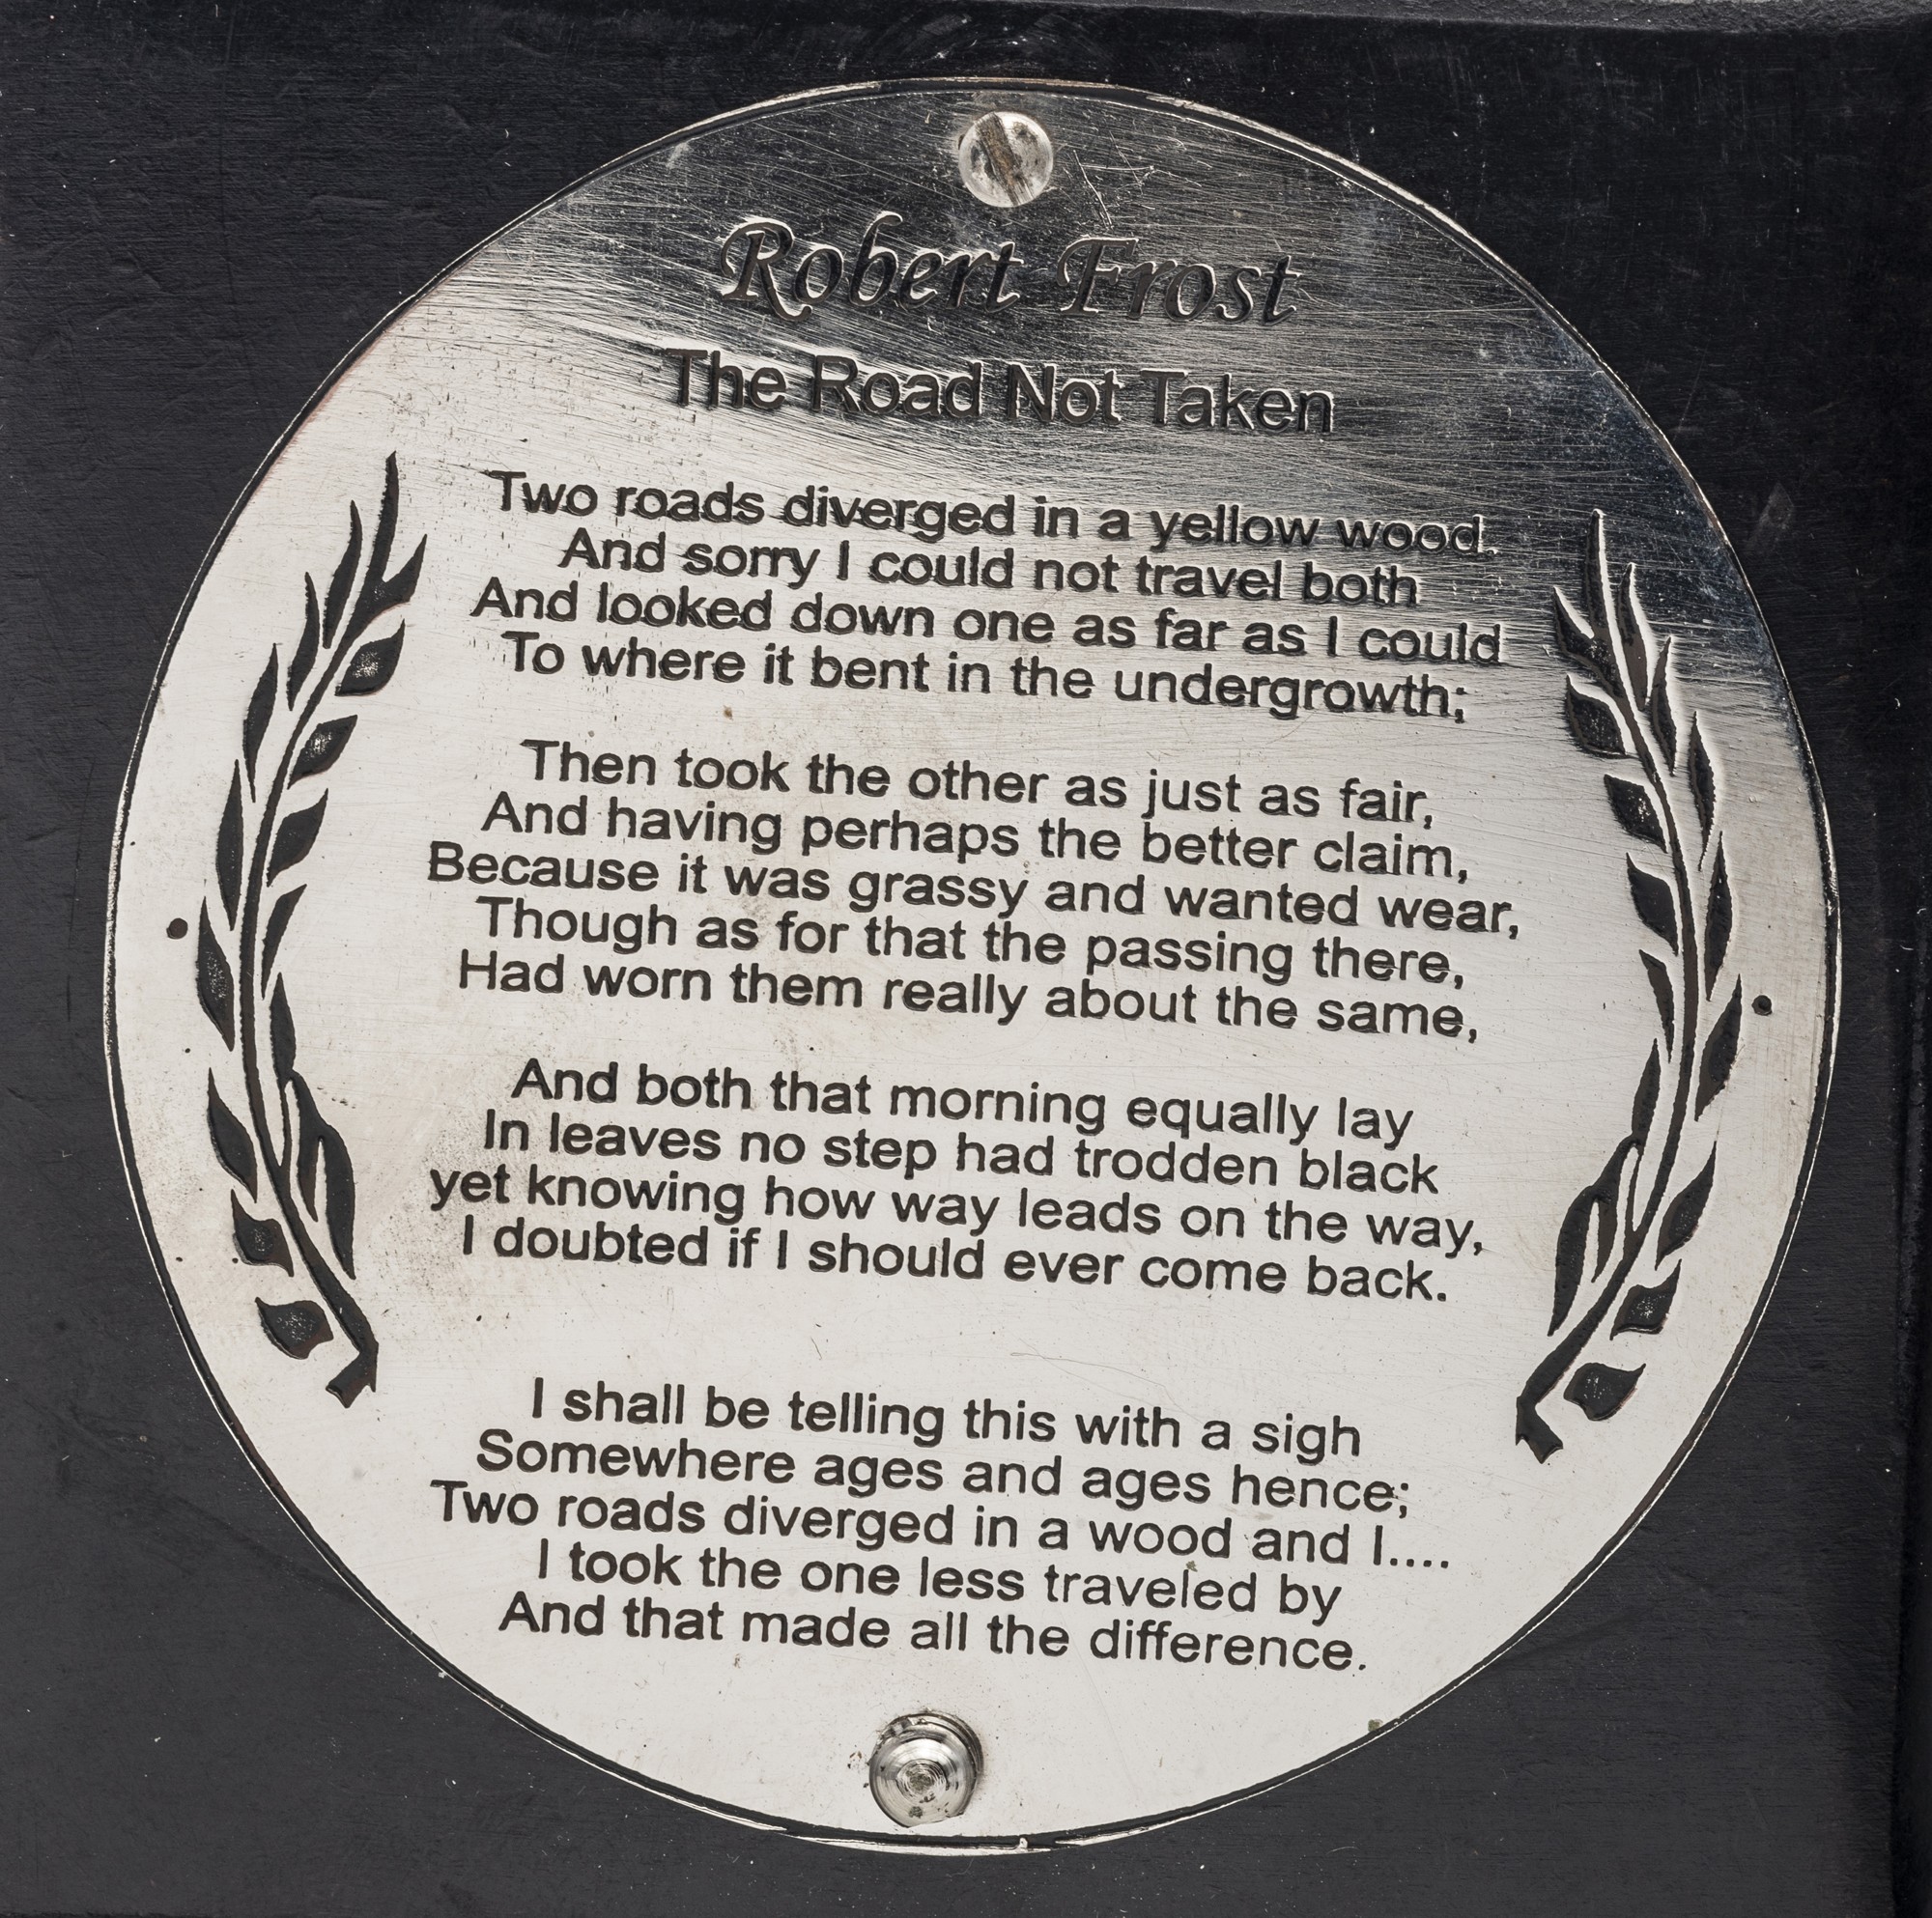 Robert Frost
The Road Not Taken
Two roads diverged in a yellow wood.
And sorry I could not travel both
And looked down one as far as I could
To where it bent in the undergrowth;
Then took the other as just as fair,
And having perhaps the better claim,
Because it was grassy and wanted wear,
Though as for that the passing there,
Had worn them really about the same,
And both that morning equally lay
In leaves no step had trodden black
yet knowing how way leads on the way,
I doubted if I should ever come back.
I shall be telling this with a sigh
Somewhere ages and ages hence;
Two roads diverged in a wood and I....
I took the one less traveled by
And that made all the difference.